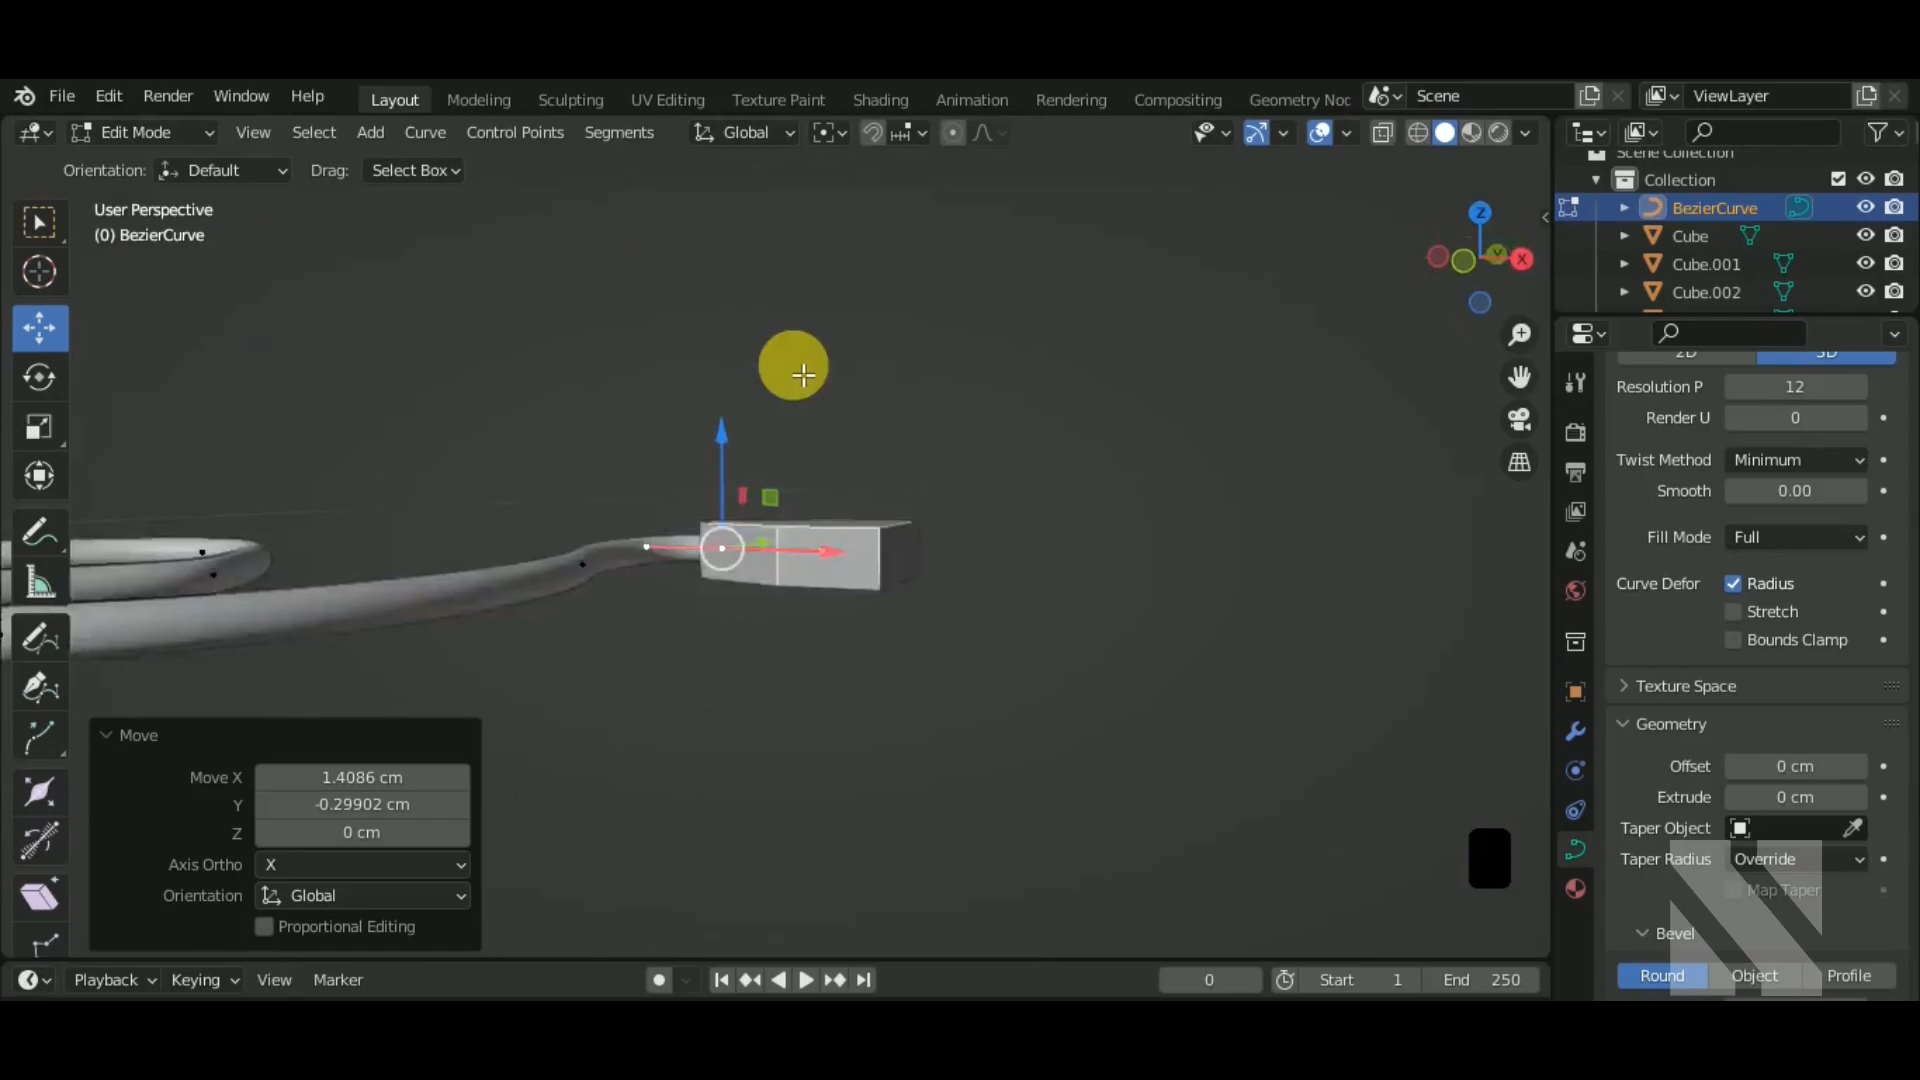 File Edit Render Window Help Layout Modeling Sculpting UV Editing Texture Paint Shading Animation Rendering Compositing Geometry Noc Scene ViewLayer
Edit Mode View Select Add Curve Control Points Segments Global
Orientation: Default Drag: Select Box
User Perspective
(0) BezierCurve
Z
X
Scene Collection
Collection
BezierCurve
Cube
Cube.001
Cube.002
2D 3D
Resolution P 12
Render U 0
Twist Method Minimum
Smooth 0.00
Fill Mode Full
Curve Defor Radius
Stretch
Bounds Clamp
Texture Space
Geometry
Offset 0 cm
Extrude 0 cm
Taper Object
Taper Radius Override
Map Taper
Bevel
Round Object Profile
Move
Move X 1.4086 cm
Y -0.29902 cm
Z 0 cm
Axis Ortho X
Orientation Global
Proportional Editing
Playback Keying View Marker 0 Start 1 End 250